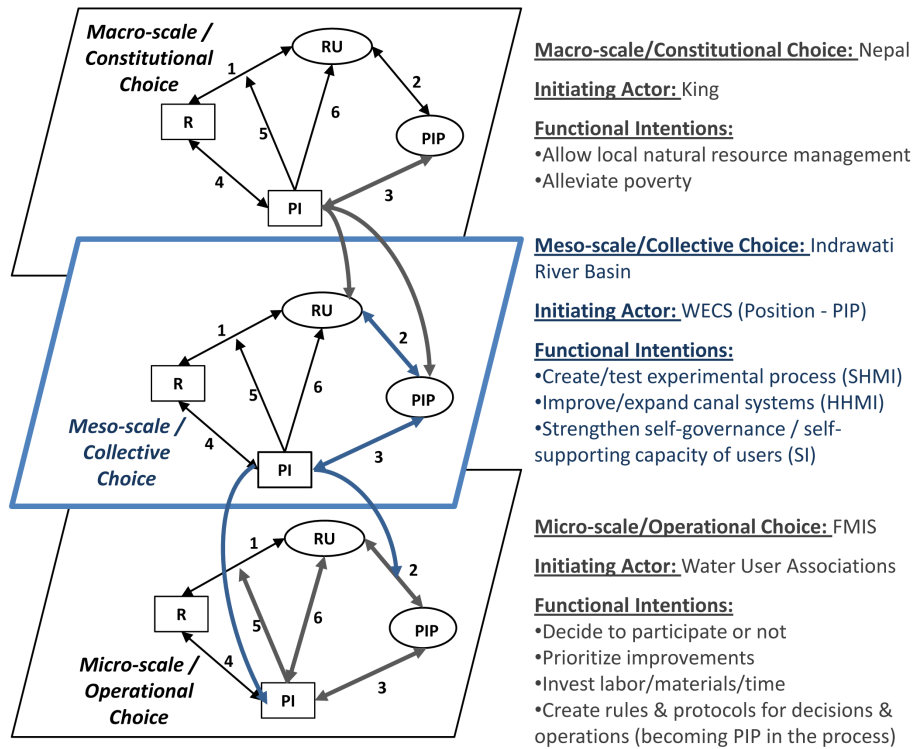 Macro-scale /
Constitutional
Choice
RU
1
2
R
5
6
PIP
4
3
PI
Macro-scale/Constitutional Choice: Nepal
Initiating Actor: King
Functional Intentions:
•Allow local natural resource management
•Alleviate poverty
RU
1
2
R
5
6
PIP
Meso-scale /
Collective
Choice
4
3
PI
Meso-scale/Collective Choice: Indrawati
River Basin
Initiating Actor: WECS (Position - PIP)
Functional Intentions:
•Create/test experimental process (SHMI)
•Improve/expand canal systems (HHMI)
•Strengthen self-governance / self-
supporting capacity of users (SI)
RU
1
2
R
5
6
PIP
4
3
PI
Micro-scale /
Operational
Choice
Micro-scale/Operational Choice: FMIS
Initiating Actor: Water User Associations
Functional Intentions:
•Decide to participate or not
•Prioritize improvements
•Invest labor/materials/time
•Create rules & protocols for decisions &
operations (becoming PIP in the process)